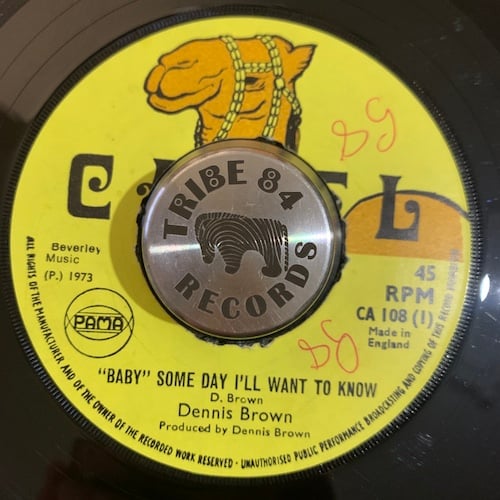 C
L
TRIBE 84
RECORDS
Beverley
Music
(P.) 1973
PAMA
45
RPM
CA 108 (1)
Made in
England
"BABY" SOME DAY I'LL WANT TO KNOW
D. Brown
Dennis Brown
Produced by Dennis Brown
ALL RIGHTS OF THE MANUFACTURER AND OF THE OWNER OF THE RECORDED WORK RESERVED · UNAUTHORISED PUBLIC PERFORMANCE BROADCASTING AND COPYING OF THIS RECORD PROHIBITED